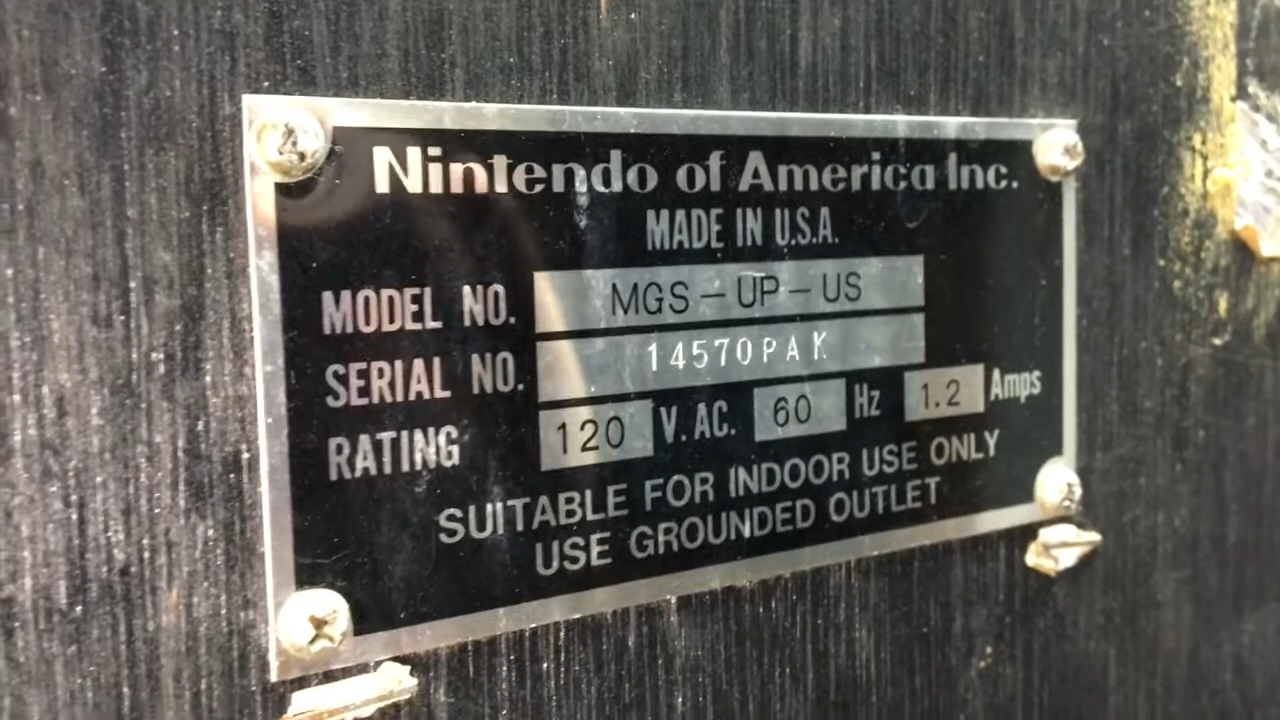 Nintendo of America Inc.
MADE IN U.S.A.
MODEL NO. MGS-UP-US
SERIAL NO. 14570PAK
RATING 120 V. AC. 60 Hz 1.2 Amps
SUITABLE FOR INDOOR USE ONLY
USE GROUNDED OUTLET